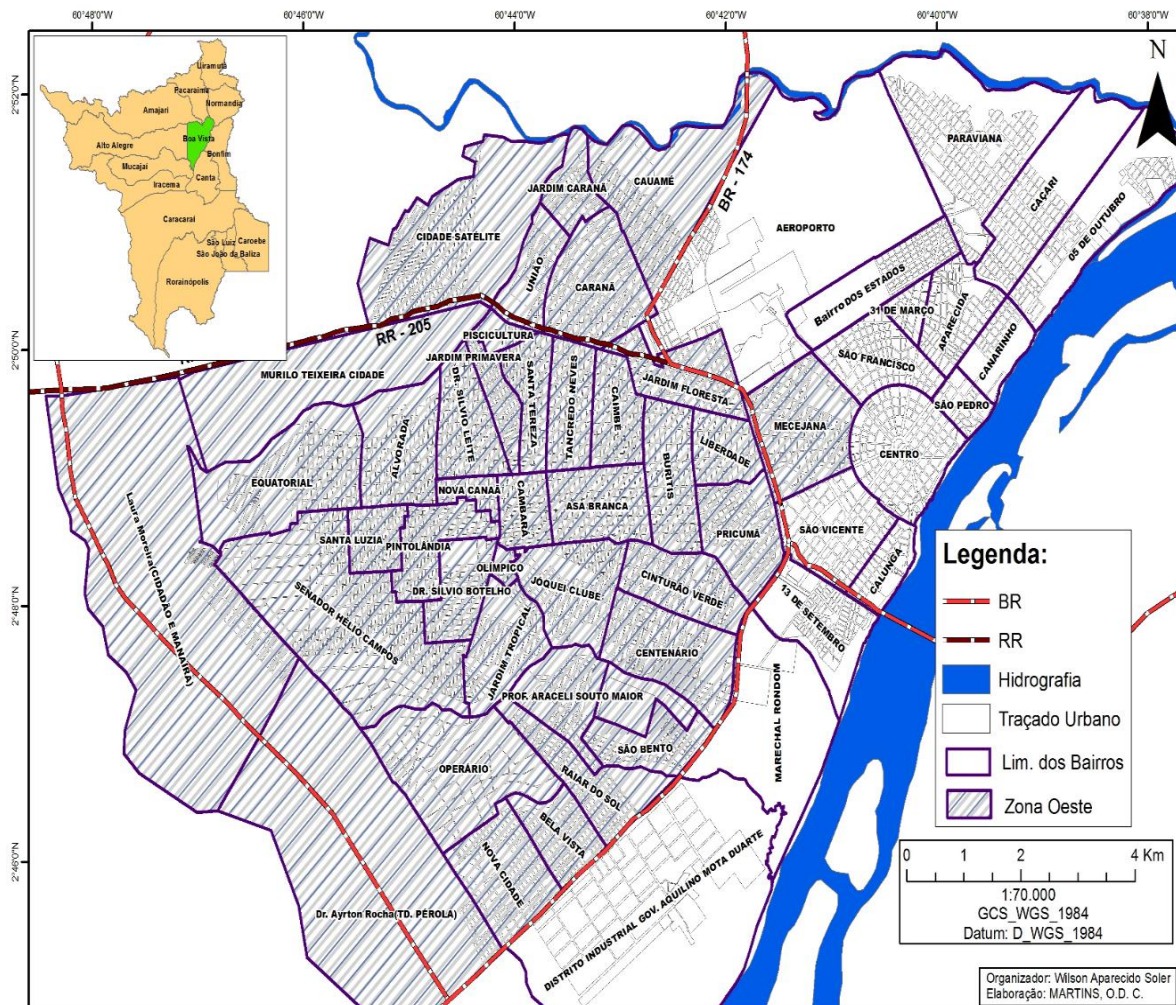 60°48'0"W
60°46'0"W
60°44'0"W
60°42'0"W
60°40'0"W
60°38'0"W
2°52'0"N
2°50'0"N
2°48'0"N
2°46'0"N
Uiramutã
Pacaraima
Amajari
Normandia
Boa Vista
Alto Alegre
Bonfim
Mucajaí
Canta
Iracema
Caracaraí
São Luiz
Caroebe
São João da Baliza
Rorainópolis
N
PARAVIANA
CAÇARI
05 DE OUTUBRO
CAUAMÉ
JARDIM CARANÃ
BR - 174
AEROPORTO
CIDADE SATÉLITE
UNIÃO
CARANÃ
Bairro DOS ESTADOS
31 DE MARÇO
APARECIDA
CANARINHO
RR - 205
PISCICULTURA
JARDIM PRIMAVERA
MURILO TEIXEIRA CIDADE
DR. SILVIO LEITE
SANTA TEREZA
TANCREDO NEVES
CAIMBE
JARDIM FLORESTA
SÃO FRANCISCO
SÃO PEDRO
MECEJANA
CENTRO
ALVORADA
LIBERDADE
BURITIS
EQUATORIAL
NOVA CANAÃ
CAMBARÁ
ASA BRANCA
PRICUMÃ
SÃO VICENTE
CALUNGA
Laura Moreira(CIDADÃO E MANAÍRA)
SANTA LUZIA
PINTOLÂNDIA
OLÍMPICO
DR. SILVIO BOTELHO
JÓQUEI CLUBE
CINTURÃO VERDE
13 DE SETEMBRO
SENADOR HÉLIO CAMPOS
JARDIM TROPICAL
CENTENÁRIO
PROF. ARACELI SOUTO MAIOR
MARECHAL RONDOM
SÃO BENTO
OPERÁRIO
RAIAR DO SOL
BELA VISTA
NOVA CIDADE
DISTRITO INDUSTRIAL GOV. AQUILINO MOTA DUARTE
Dr. Ayrton Rocha(TD. PÉROLA)
Legenda:
BR
RR
Hidrografia
Traçado Urbano
Lim. dos Bairros
Zona Oeste
0 1 2 4 Km
1:70.000
GCS_WGS_1984
Datum: D_WGS_1984
Organizador: Wilson Aparecido Soler
Elaboração: MARTINS, O.D. C.